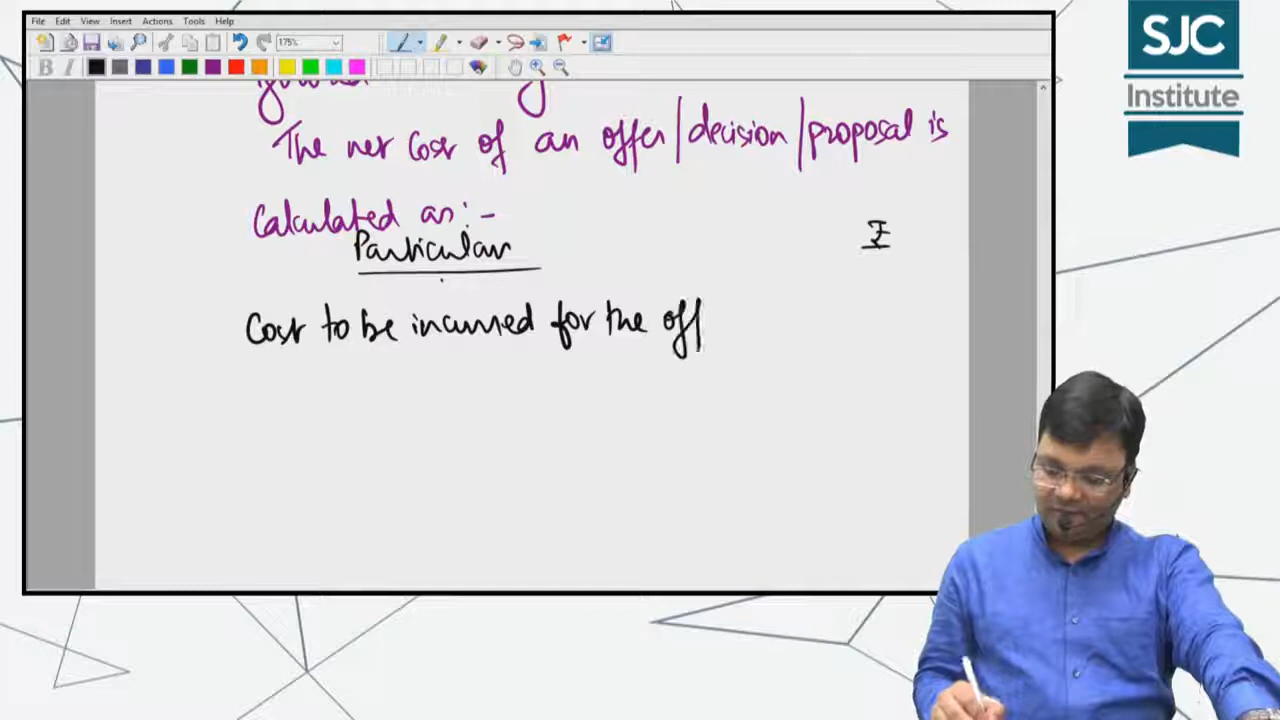 File Edit View Insert Actions Tools Help
175%
B I
The net cost of an offer/decision/proposal is
Calculated as:-
Particular ₹
Cost to be incurred for the off
SJC
Institute